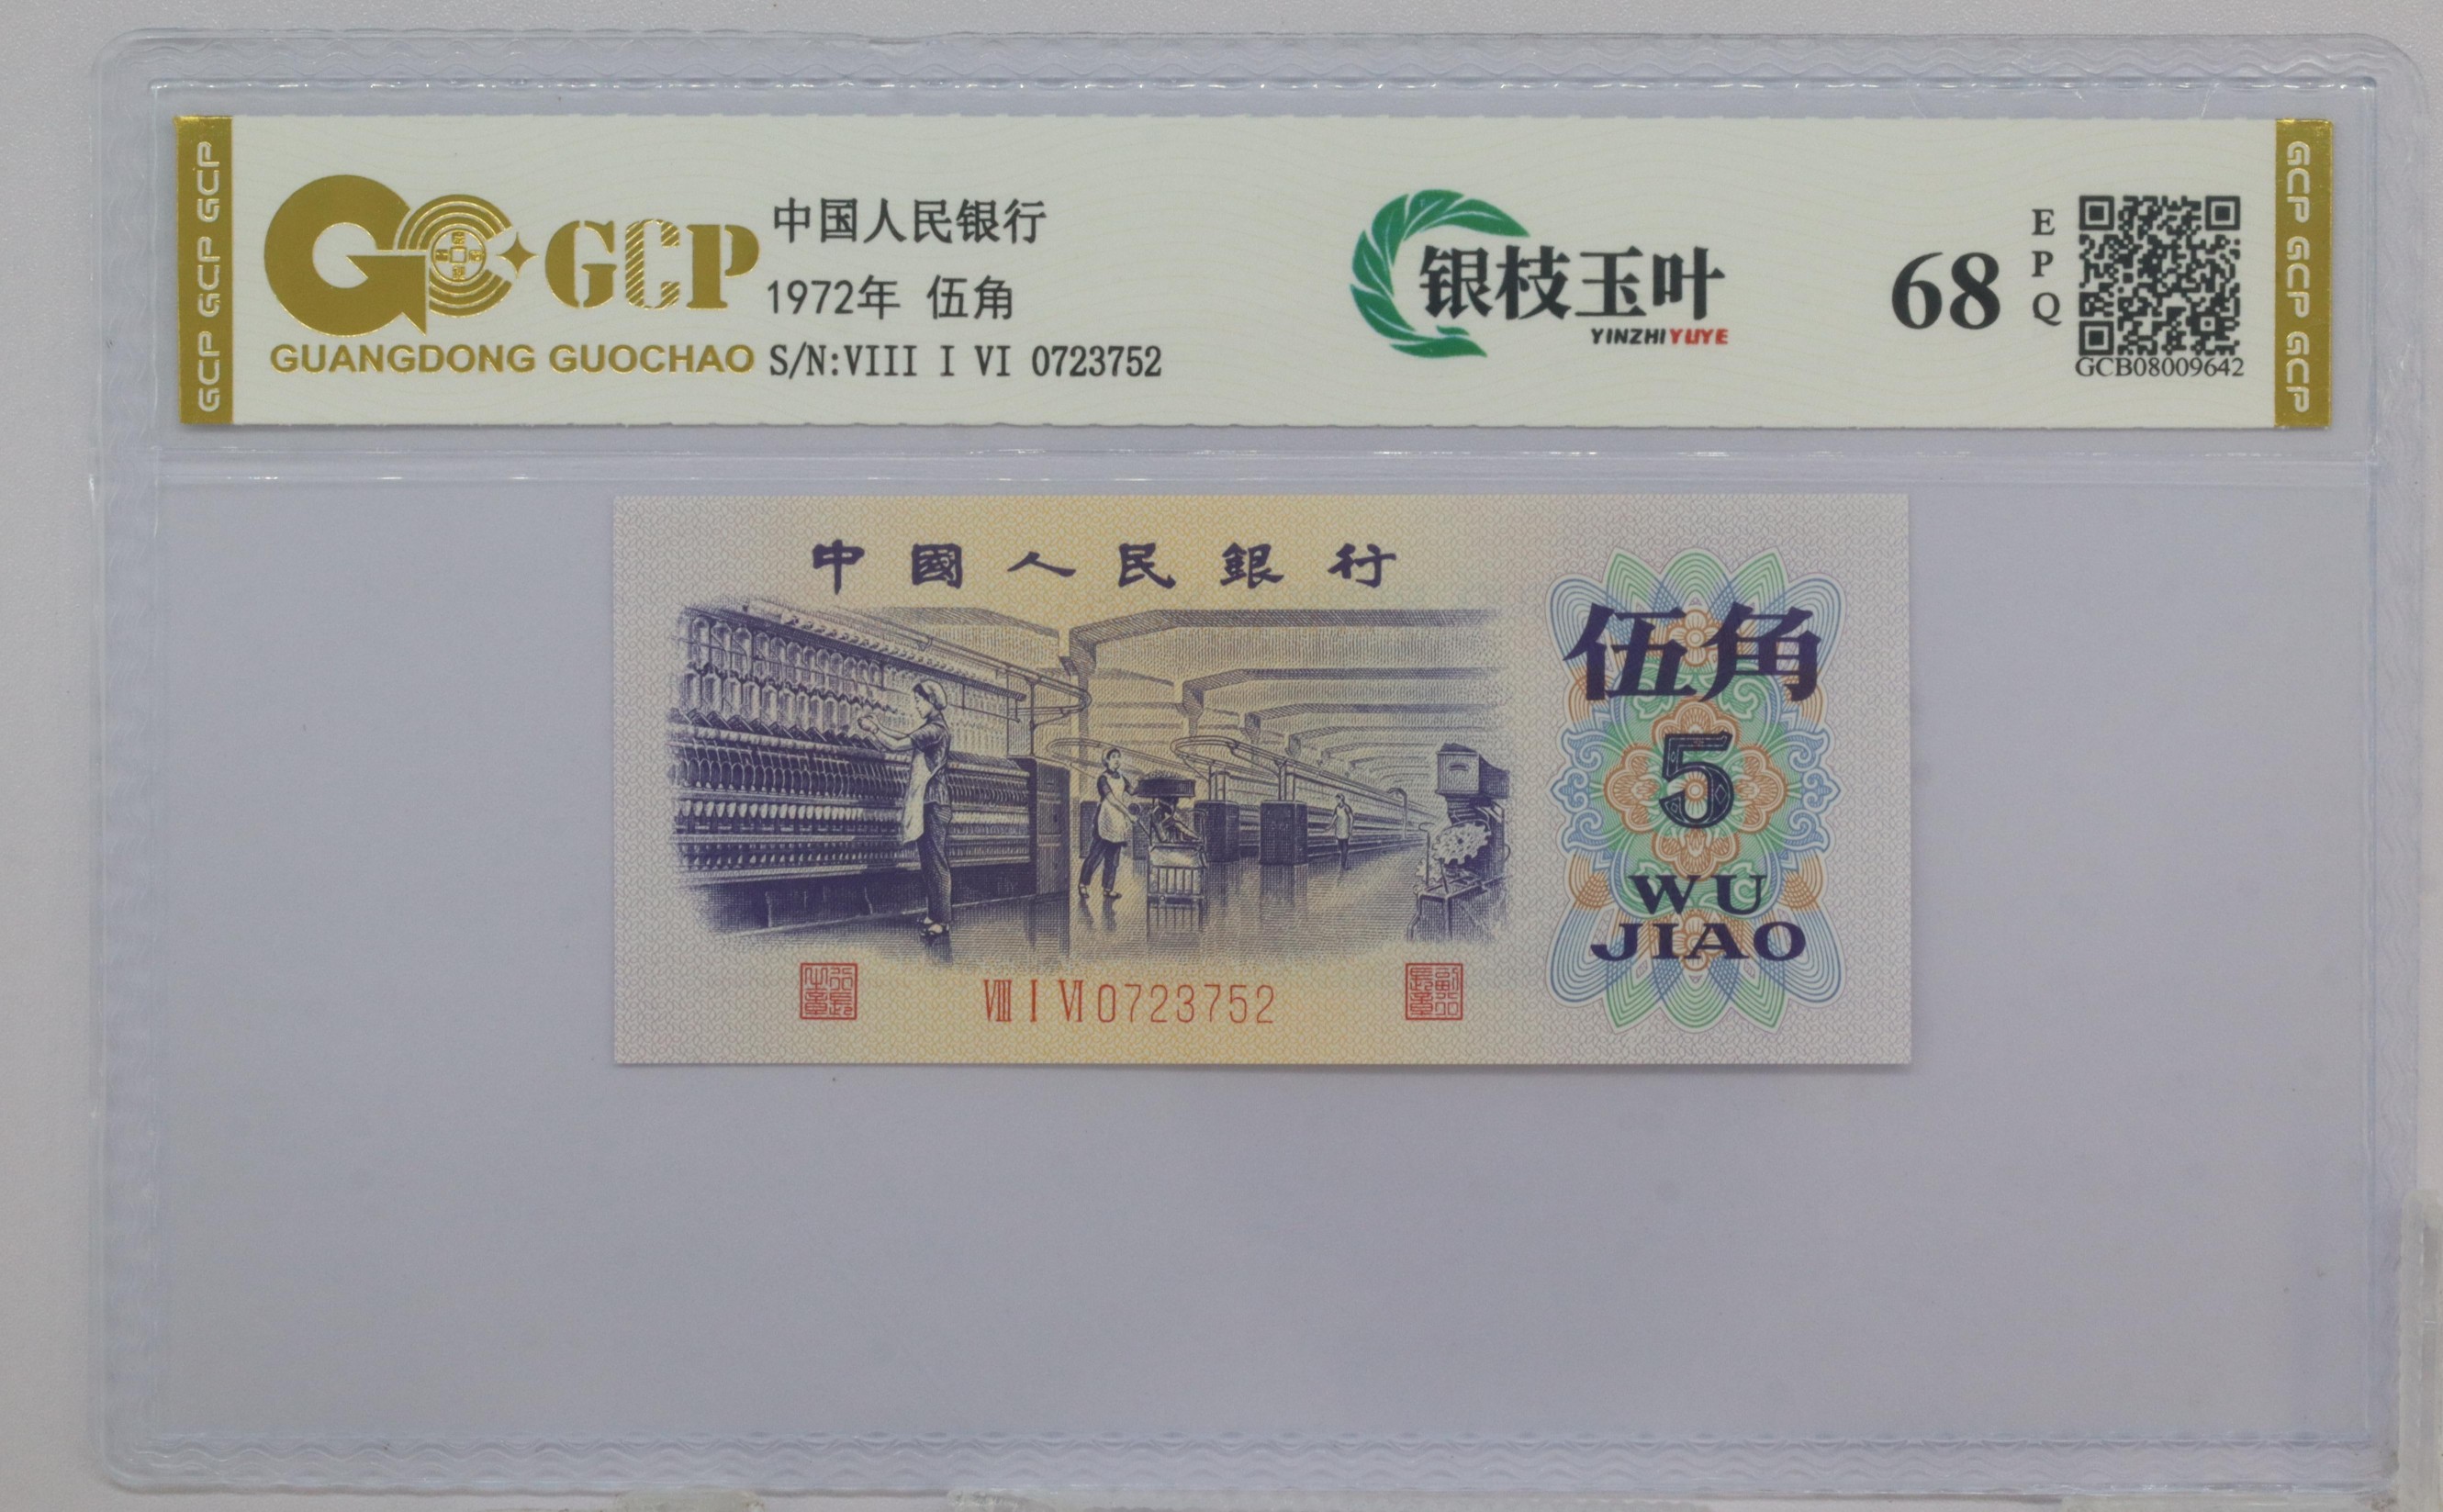 GCP GCP GCP
GCP
GUANGDONG GUOCHAO
中国人民银行
1972年 伍角
S/N:VIII I VI 0723752
银枝玉叶
YINZHIYUYE
68
E
P
Q
GCB08009642
GCP GCP GCP
中國人民銀行
伍角
5
WU
JIAO
VIII I VI 0723752